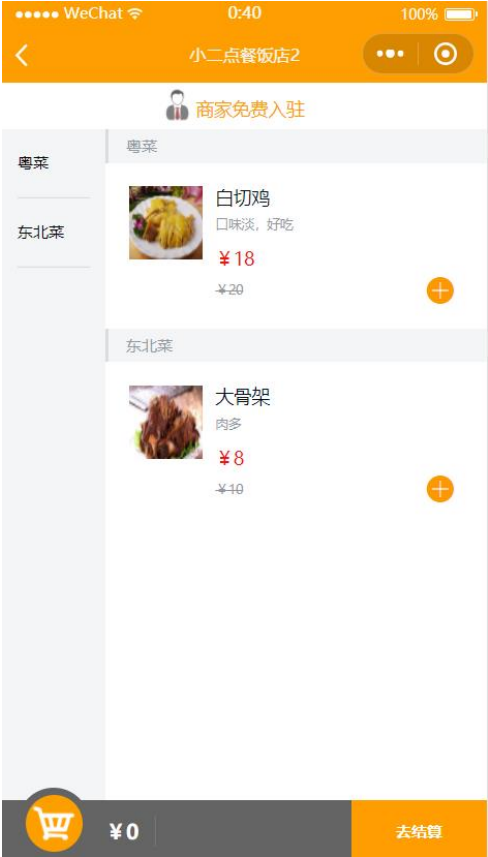 WeChat
0:40
100%
小二点餐饭店2
商家免费入驻
粤菜
东北菜
粤菜
白切鸡
口味淡，好吃
￥18
￥20
东北菜
大骨架
肉多
￥8
￥10
￥0
去结算